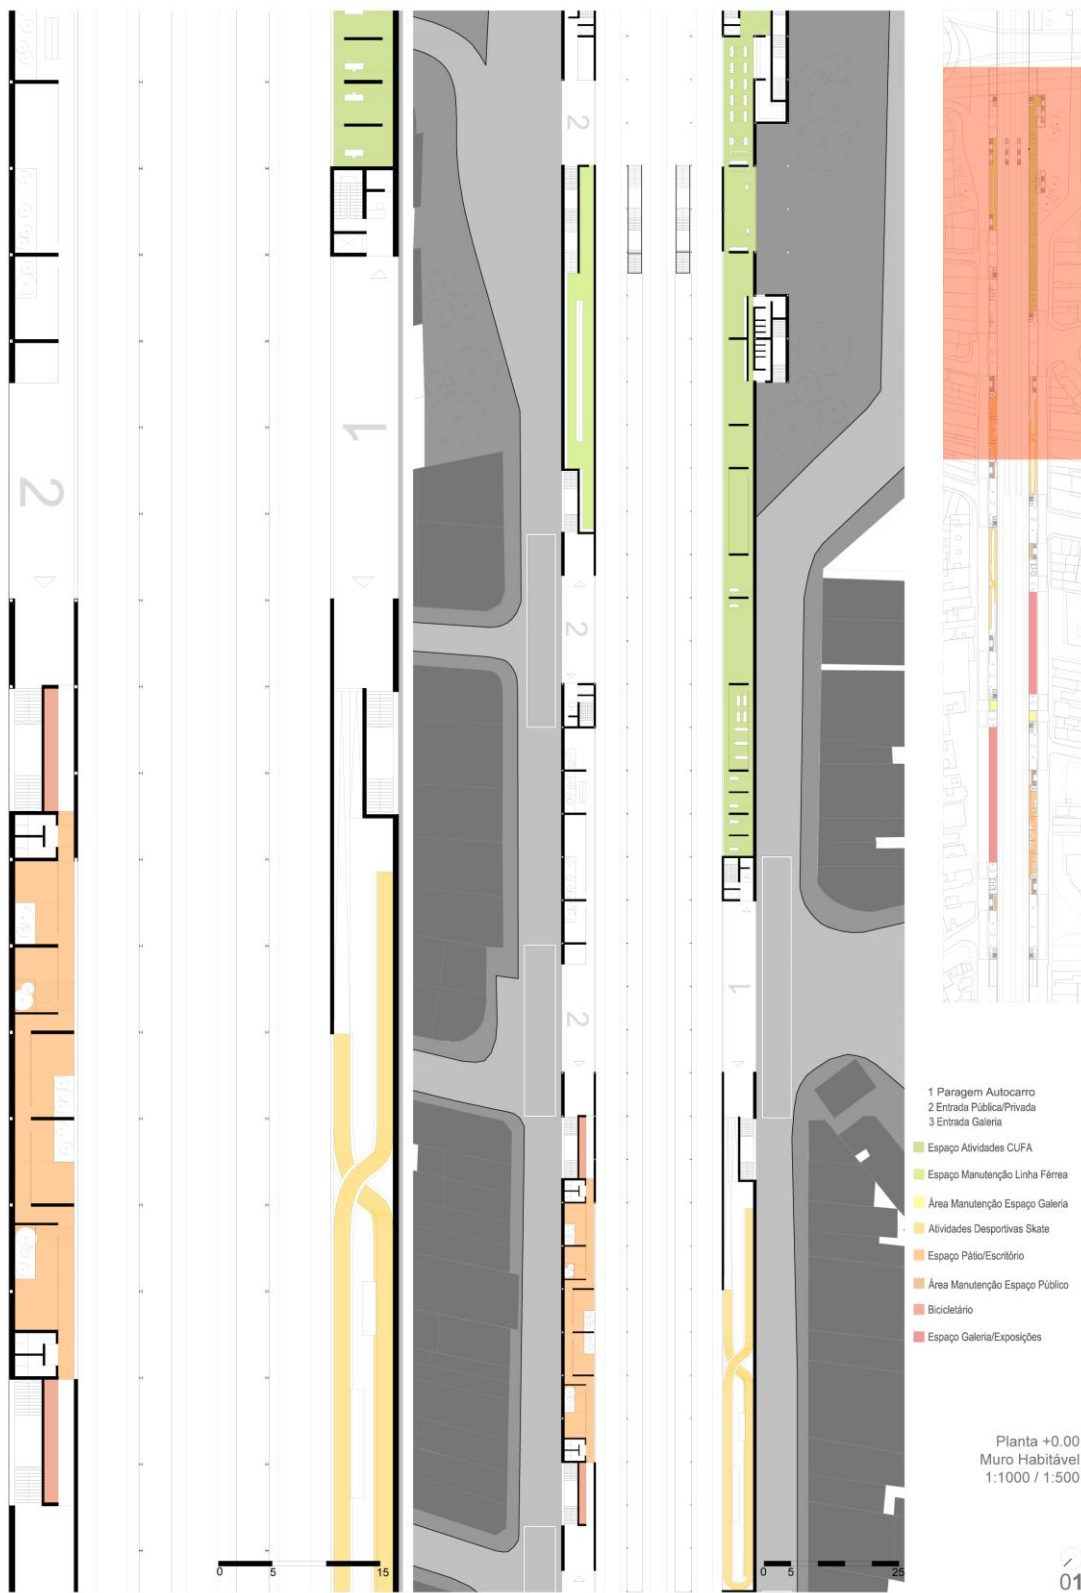 2
1
2
2
2
1
1 Paragem Autocarro
2 Entrada Pública/Privada
3 Entrada Galeria
Espaço Atividades CUFA
Espaço Manutenção Linha Férrea
Área Manutenção Espaço Galeria
Atividades Desportivas Skate
Espaço Pátio/Escritório
Área Manutenção Espaço Público
Bicicletário
Espaço Galeria/Exposições
Planta +0.00
Muro Habitável
1:1000 / 1:500
0 5 15
0 5 25
01